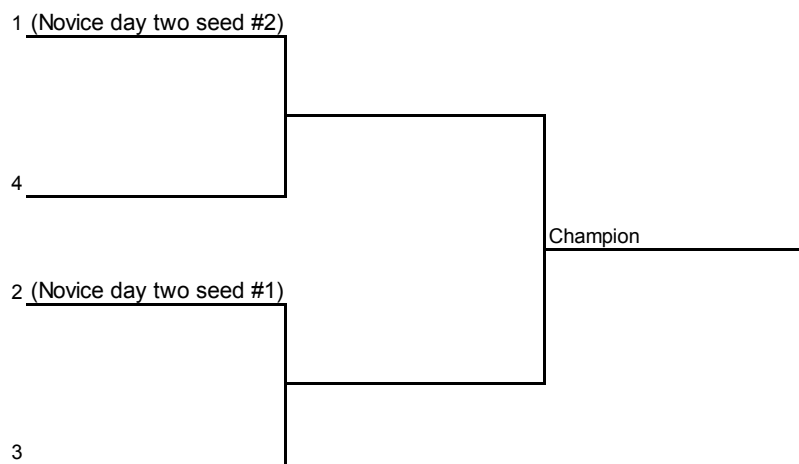 1 (Novice day two seed #2)
4
Champion
2 (Novice day two seed #1)
3